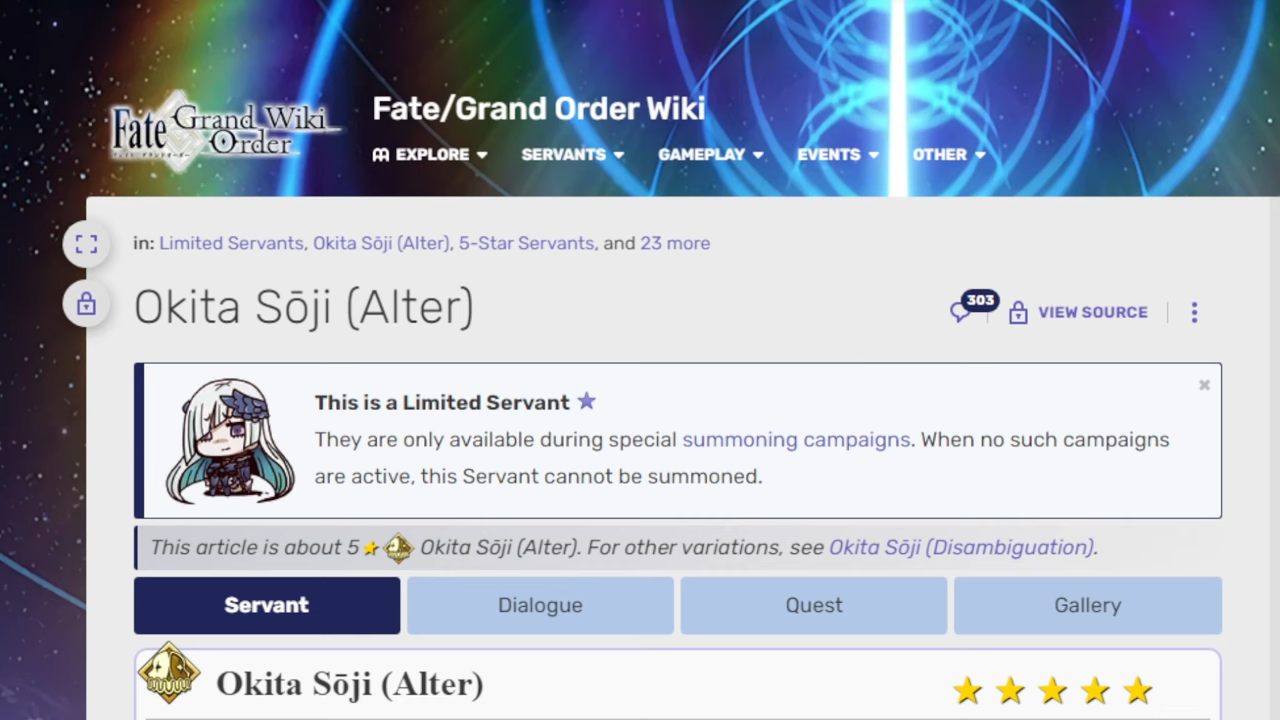 Fate Grand Wiki
Order
Fate/Grand Order Wiki
EXPLORE SERVANTS GAMEPLAY EVENTS OTHER
in: Limited Servants, Okita Sōji (Alter), 5-Star Servants, and 23 more
Okita Sōji (Alter)
303
VIEW SOURCE
This is a Limited Servant
They are only available during special summoning campaigns. When no such campaigns
are active, this Servant cannot be summoned.
This article is about 5 Okita Sōji (Alter). For other variations, see Okita Sōji (Disambiguation).
Servant Dialogue Quest Gallery
Okita Sōji (Alter)